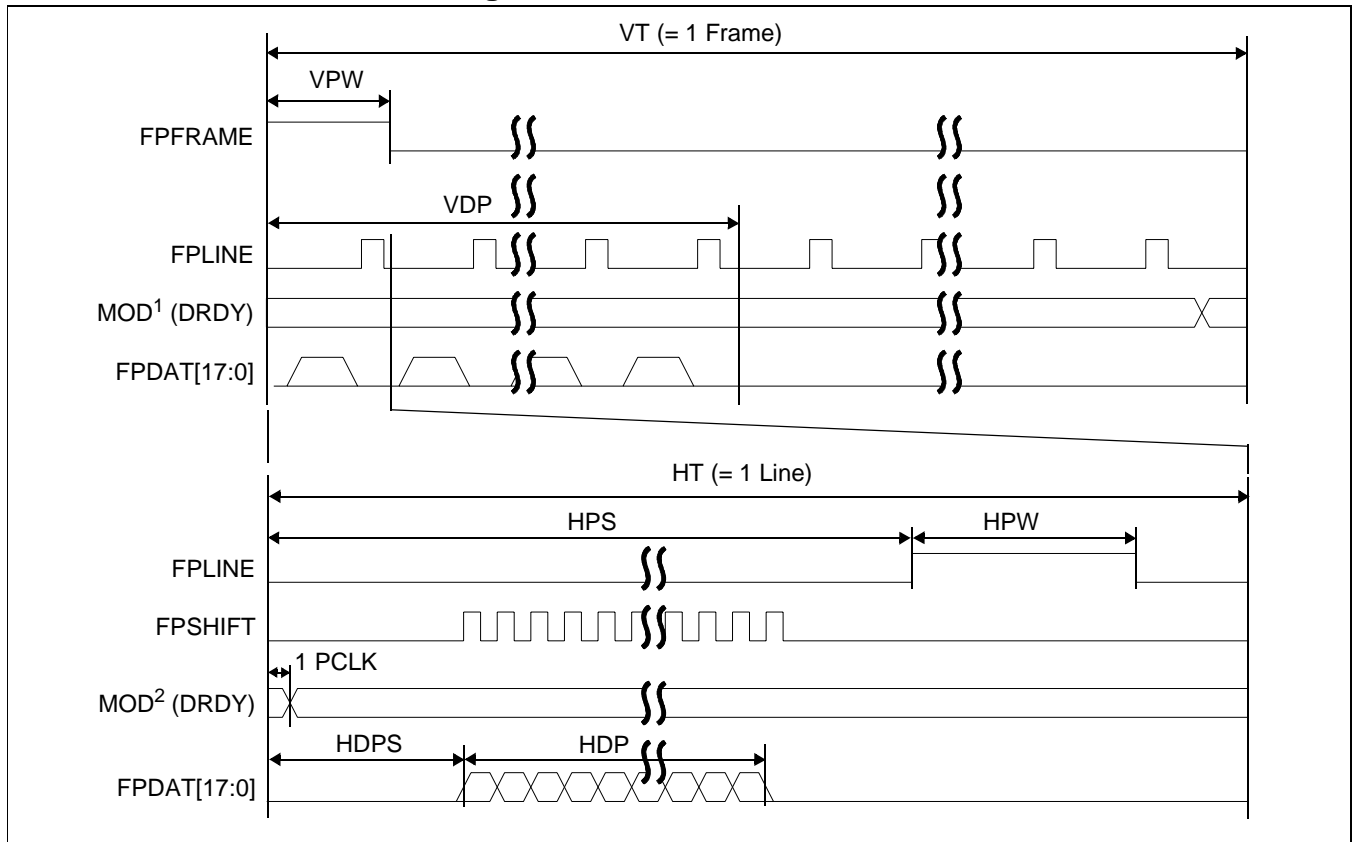 VT (= 1 Frame)
VPW
FPFRAME
VDP
FPLINE
MOD1 (DRDY)
FPDAT[17:0]
HT (= 1 Line)
HPS
HPW
FPLINE
FPSHIFT
1 PCLK
MOD2 (DRDY)
HDPS
HDP
FPDAT[17:0]